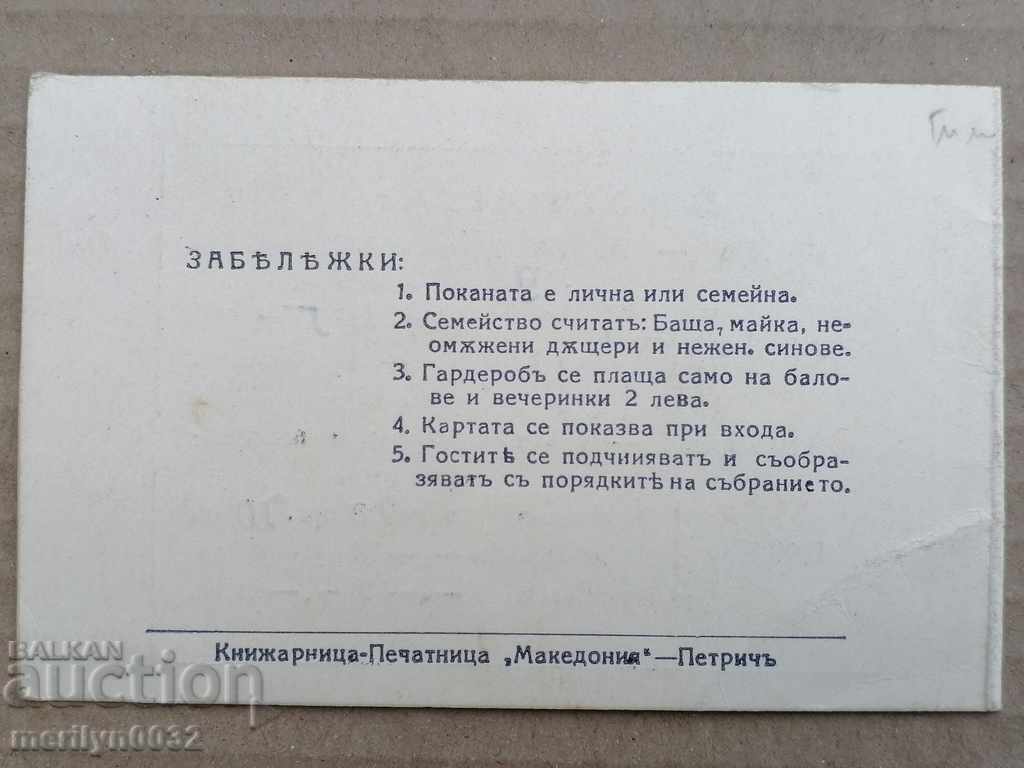 ЗАБѢЛѢЖКИ:
1. Поканата е лична или семейна.
2. Семейство считатъ: Баща, майка, не-
омѫжени дѫщери и нежен. синове.
3. Гардеробъ се плаща само на бало-
ве и вечеринки 2 лева.
4. Картата се показва при входа.
5. Гоститѣ се подчиияватъ и съобра-
зяватъ съ порядкитѣ на събранието.
Книжарница-Печатница „Македония“—Петричъ
BALKAN
auction
merilyn0032